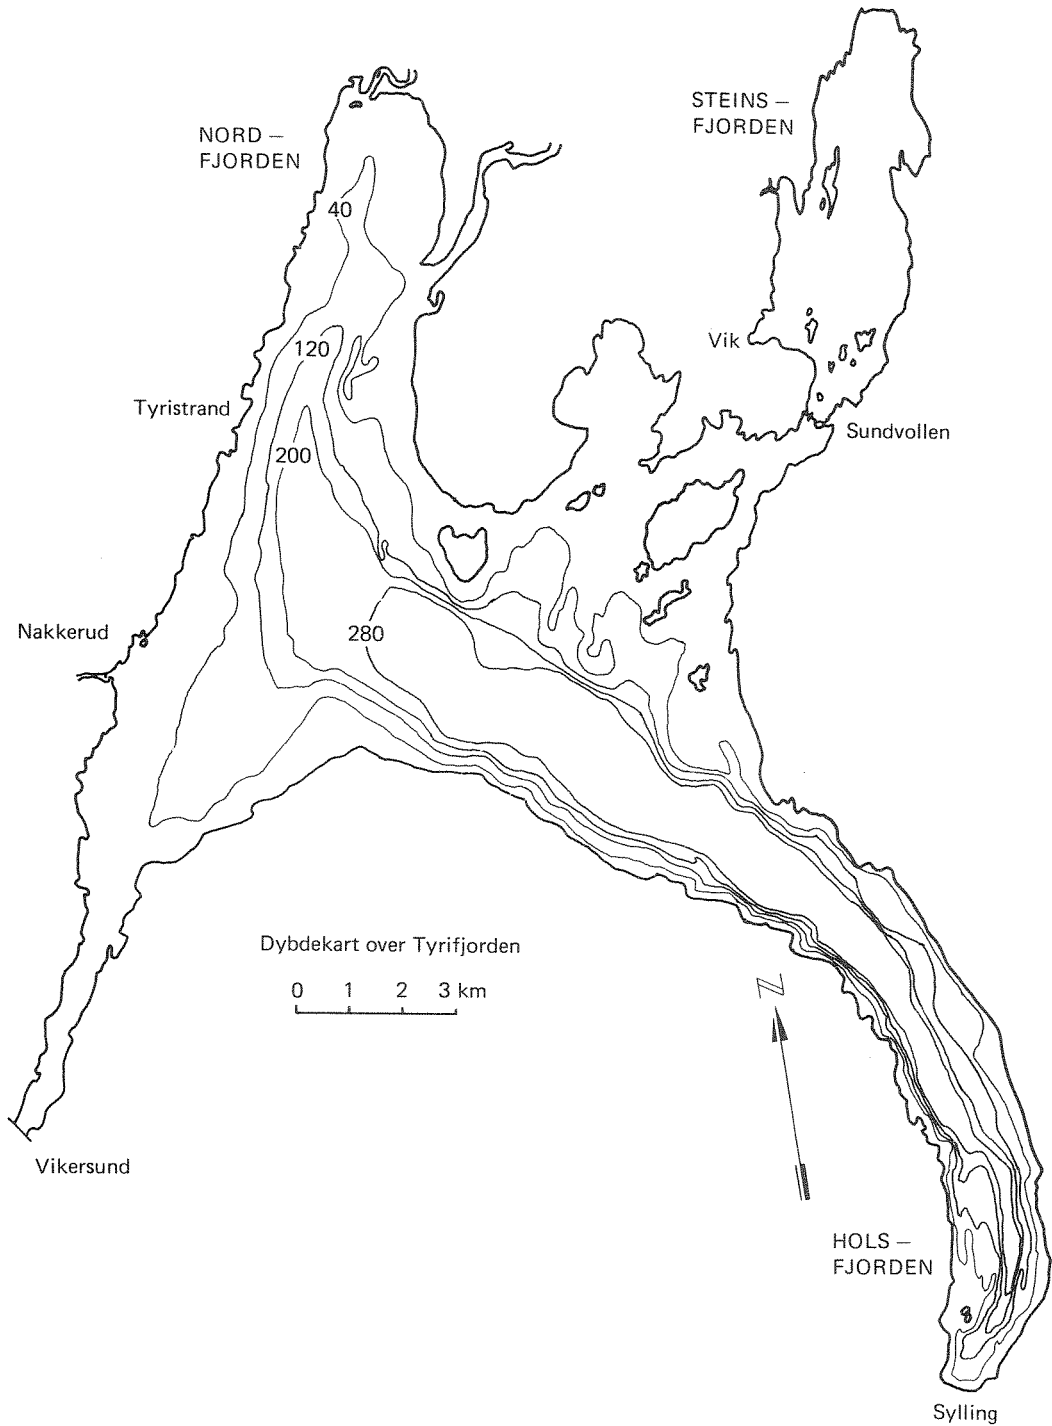 STEINS –
FJORDEN
NORD –
FJORDEN
40
Vik
120
Tyristrand
Sundvollen
200
Nakkerud
280
Dybdekart over Tyrifjorden
0 1 2 3 km
N
Vikersund
HOLS –
FJORDEN
Sylling